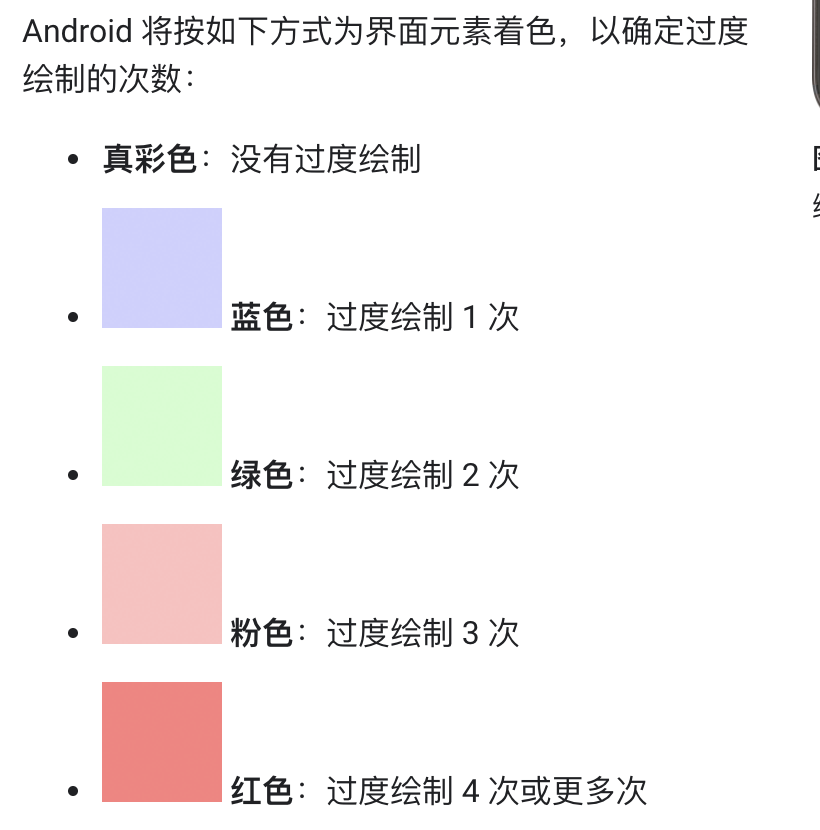 Android 将按如下方式为界面元素着色，以确定过度
绘制的次数：
真彩色：没有过度绘制
蓝色：过度绘制 1 次
绿色：过度绘制 2 次
粉色：过度绘制 3 次
红色：过度绘制 4 次或更多次